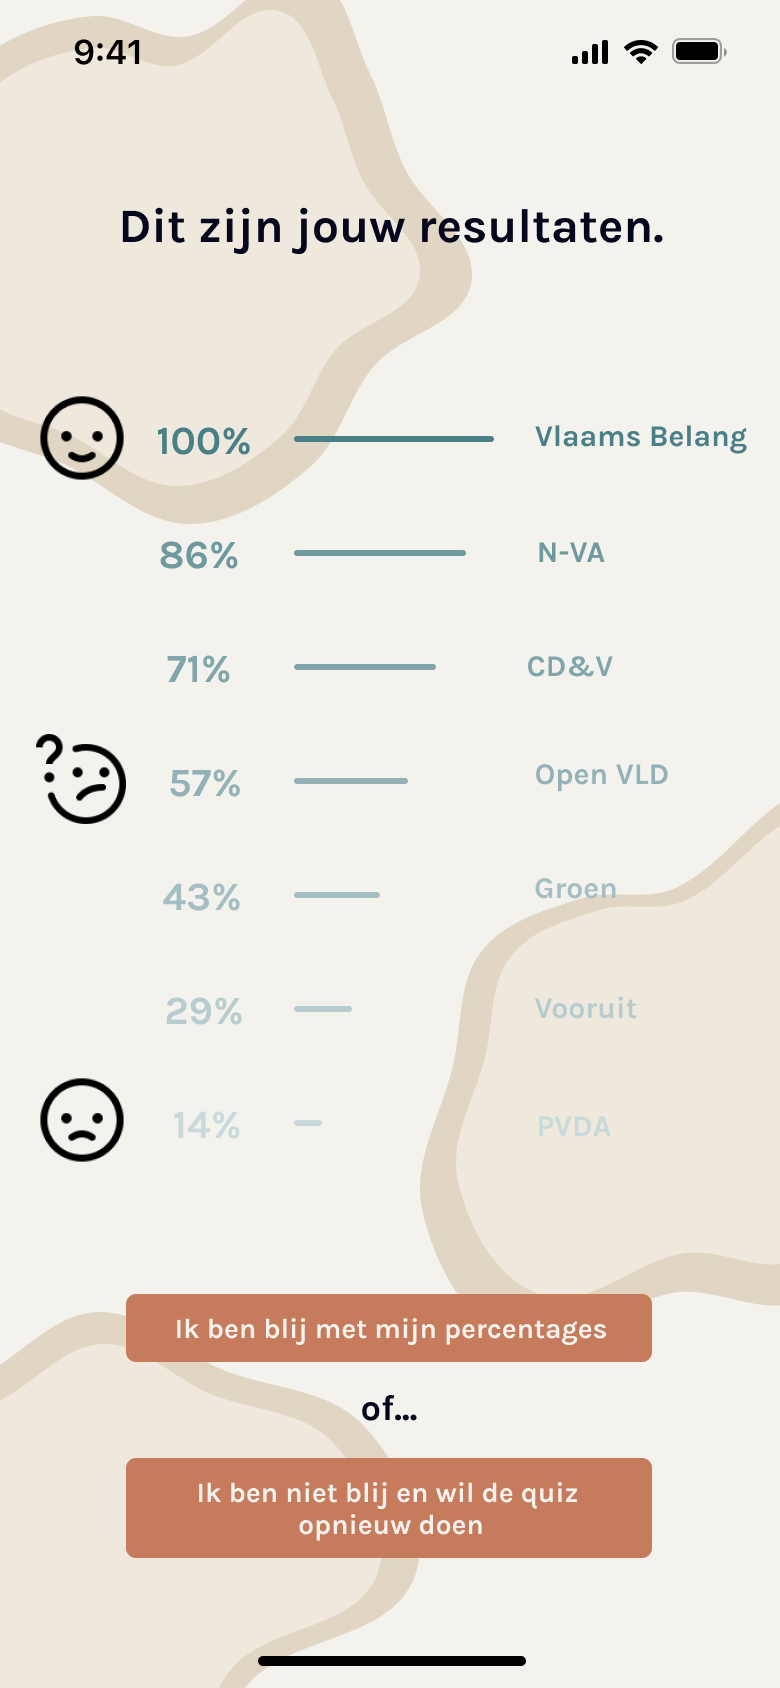 9:41
Dit zijn jouw resultaten.
100% Vlaams Belang
86% N-VA
71% CD&V
?
57% Open VLD
43% Groen
29% Vooruit
14% PVDA
Ik ben blij met mijn percentages
of...
Ik ben niet blij en wil de quiz
opnieuw doen